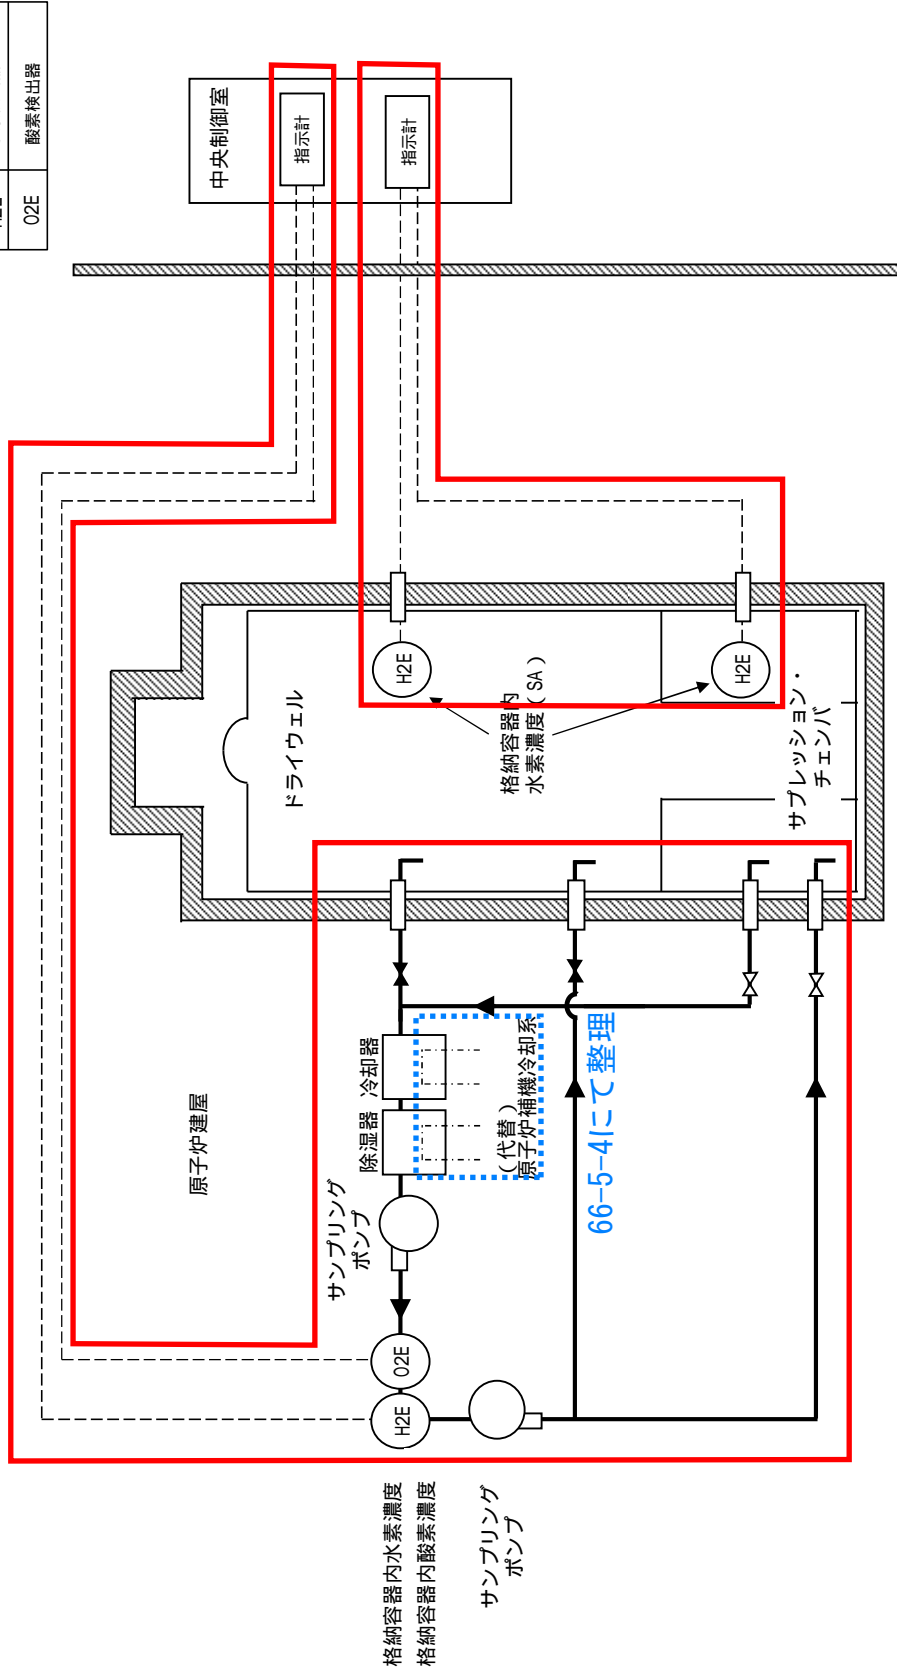 酸素検出器
O2E
中央制御室
指示計
指示計
H2E
H2E
格納容器内
水素濃度(SA)
ドライウェル
サプレッション・
チェンバ
原子炉建屋
冷却器
除湿器
(代替)
原子炉補機冷却系
66-5-4にて整理
サンプリング
ポンプ
O2E
H2E
サンプリング
ポンプ
格納容器内水素濃度
格納容器内酸素濃度